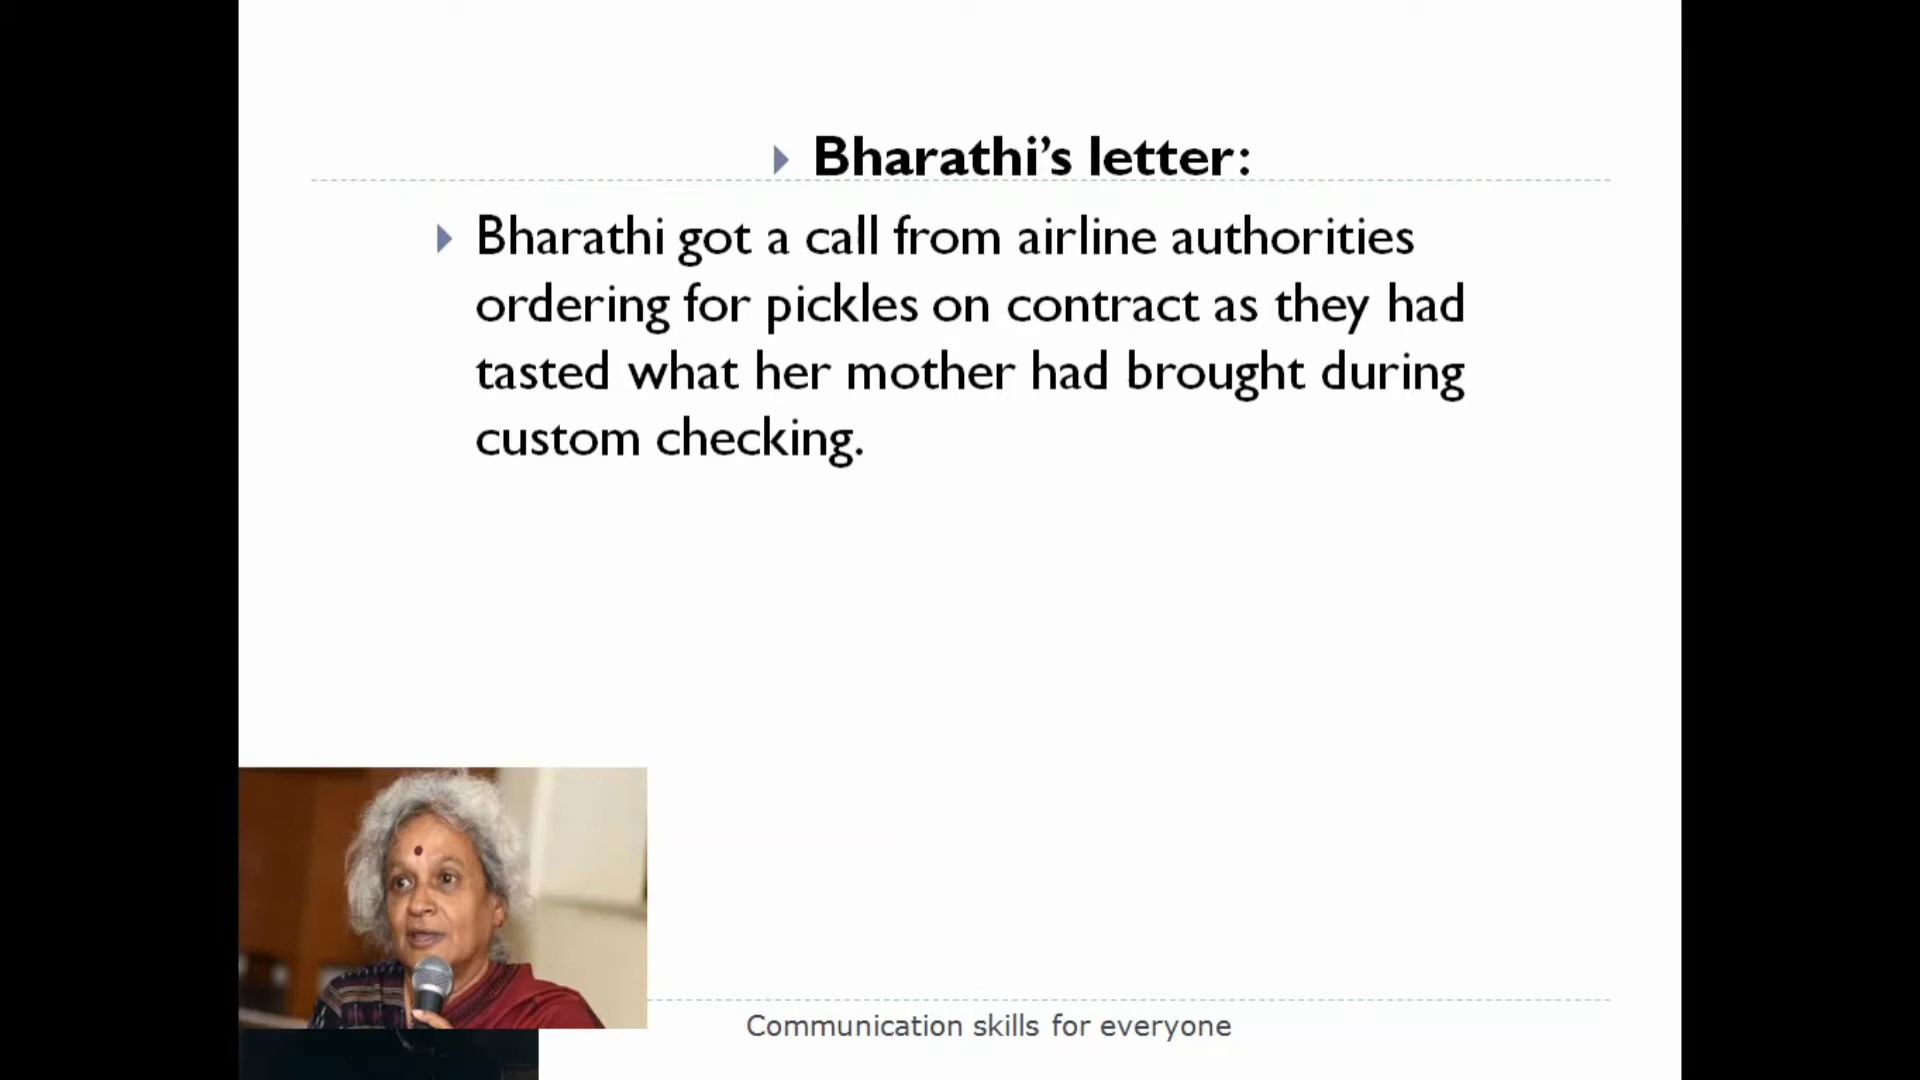 Bharathi’s letter:
Bharathi got a call from airline authorities
ordering for pickles on contract as they had
tasted what her mother had brought during
custom checking.
Communication skills for everyone